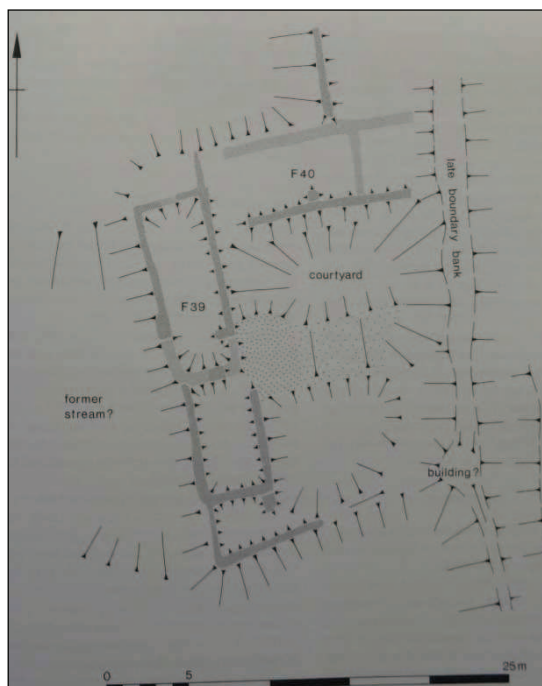 F40
late boundary bank
courtyard
F39
former
stream?
building?
0
5
25m